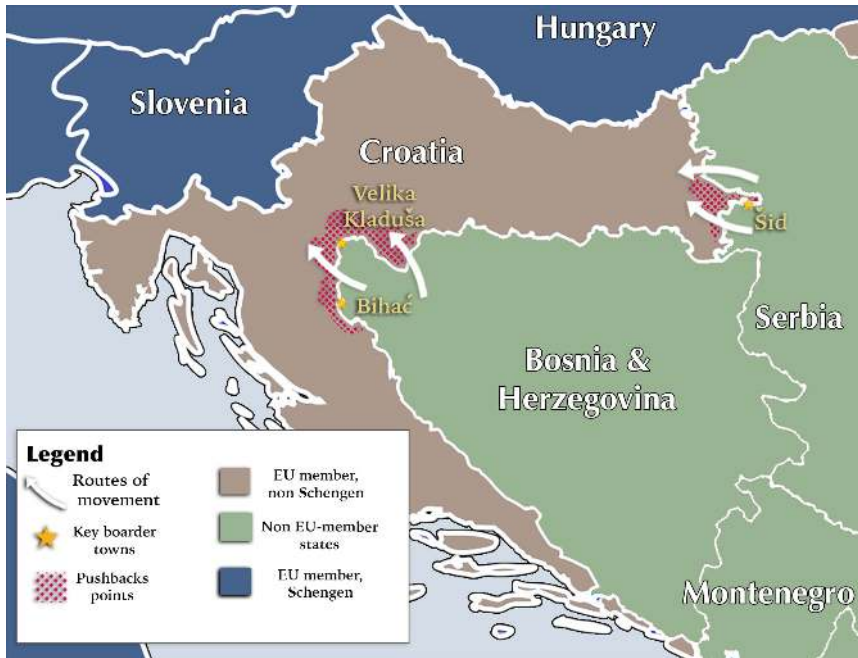 Hungary
Slovenia
Croatia
Velika
Kladuša
Šid
Bihać
Serbia
Bosnia &
Herzegovina
Montenegro
Legend
Routes of
movement
Key boarder
towns
Pushbacks
points
EU member,
non Schengen
Non EU-member
states
EU member,
Schengen